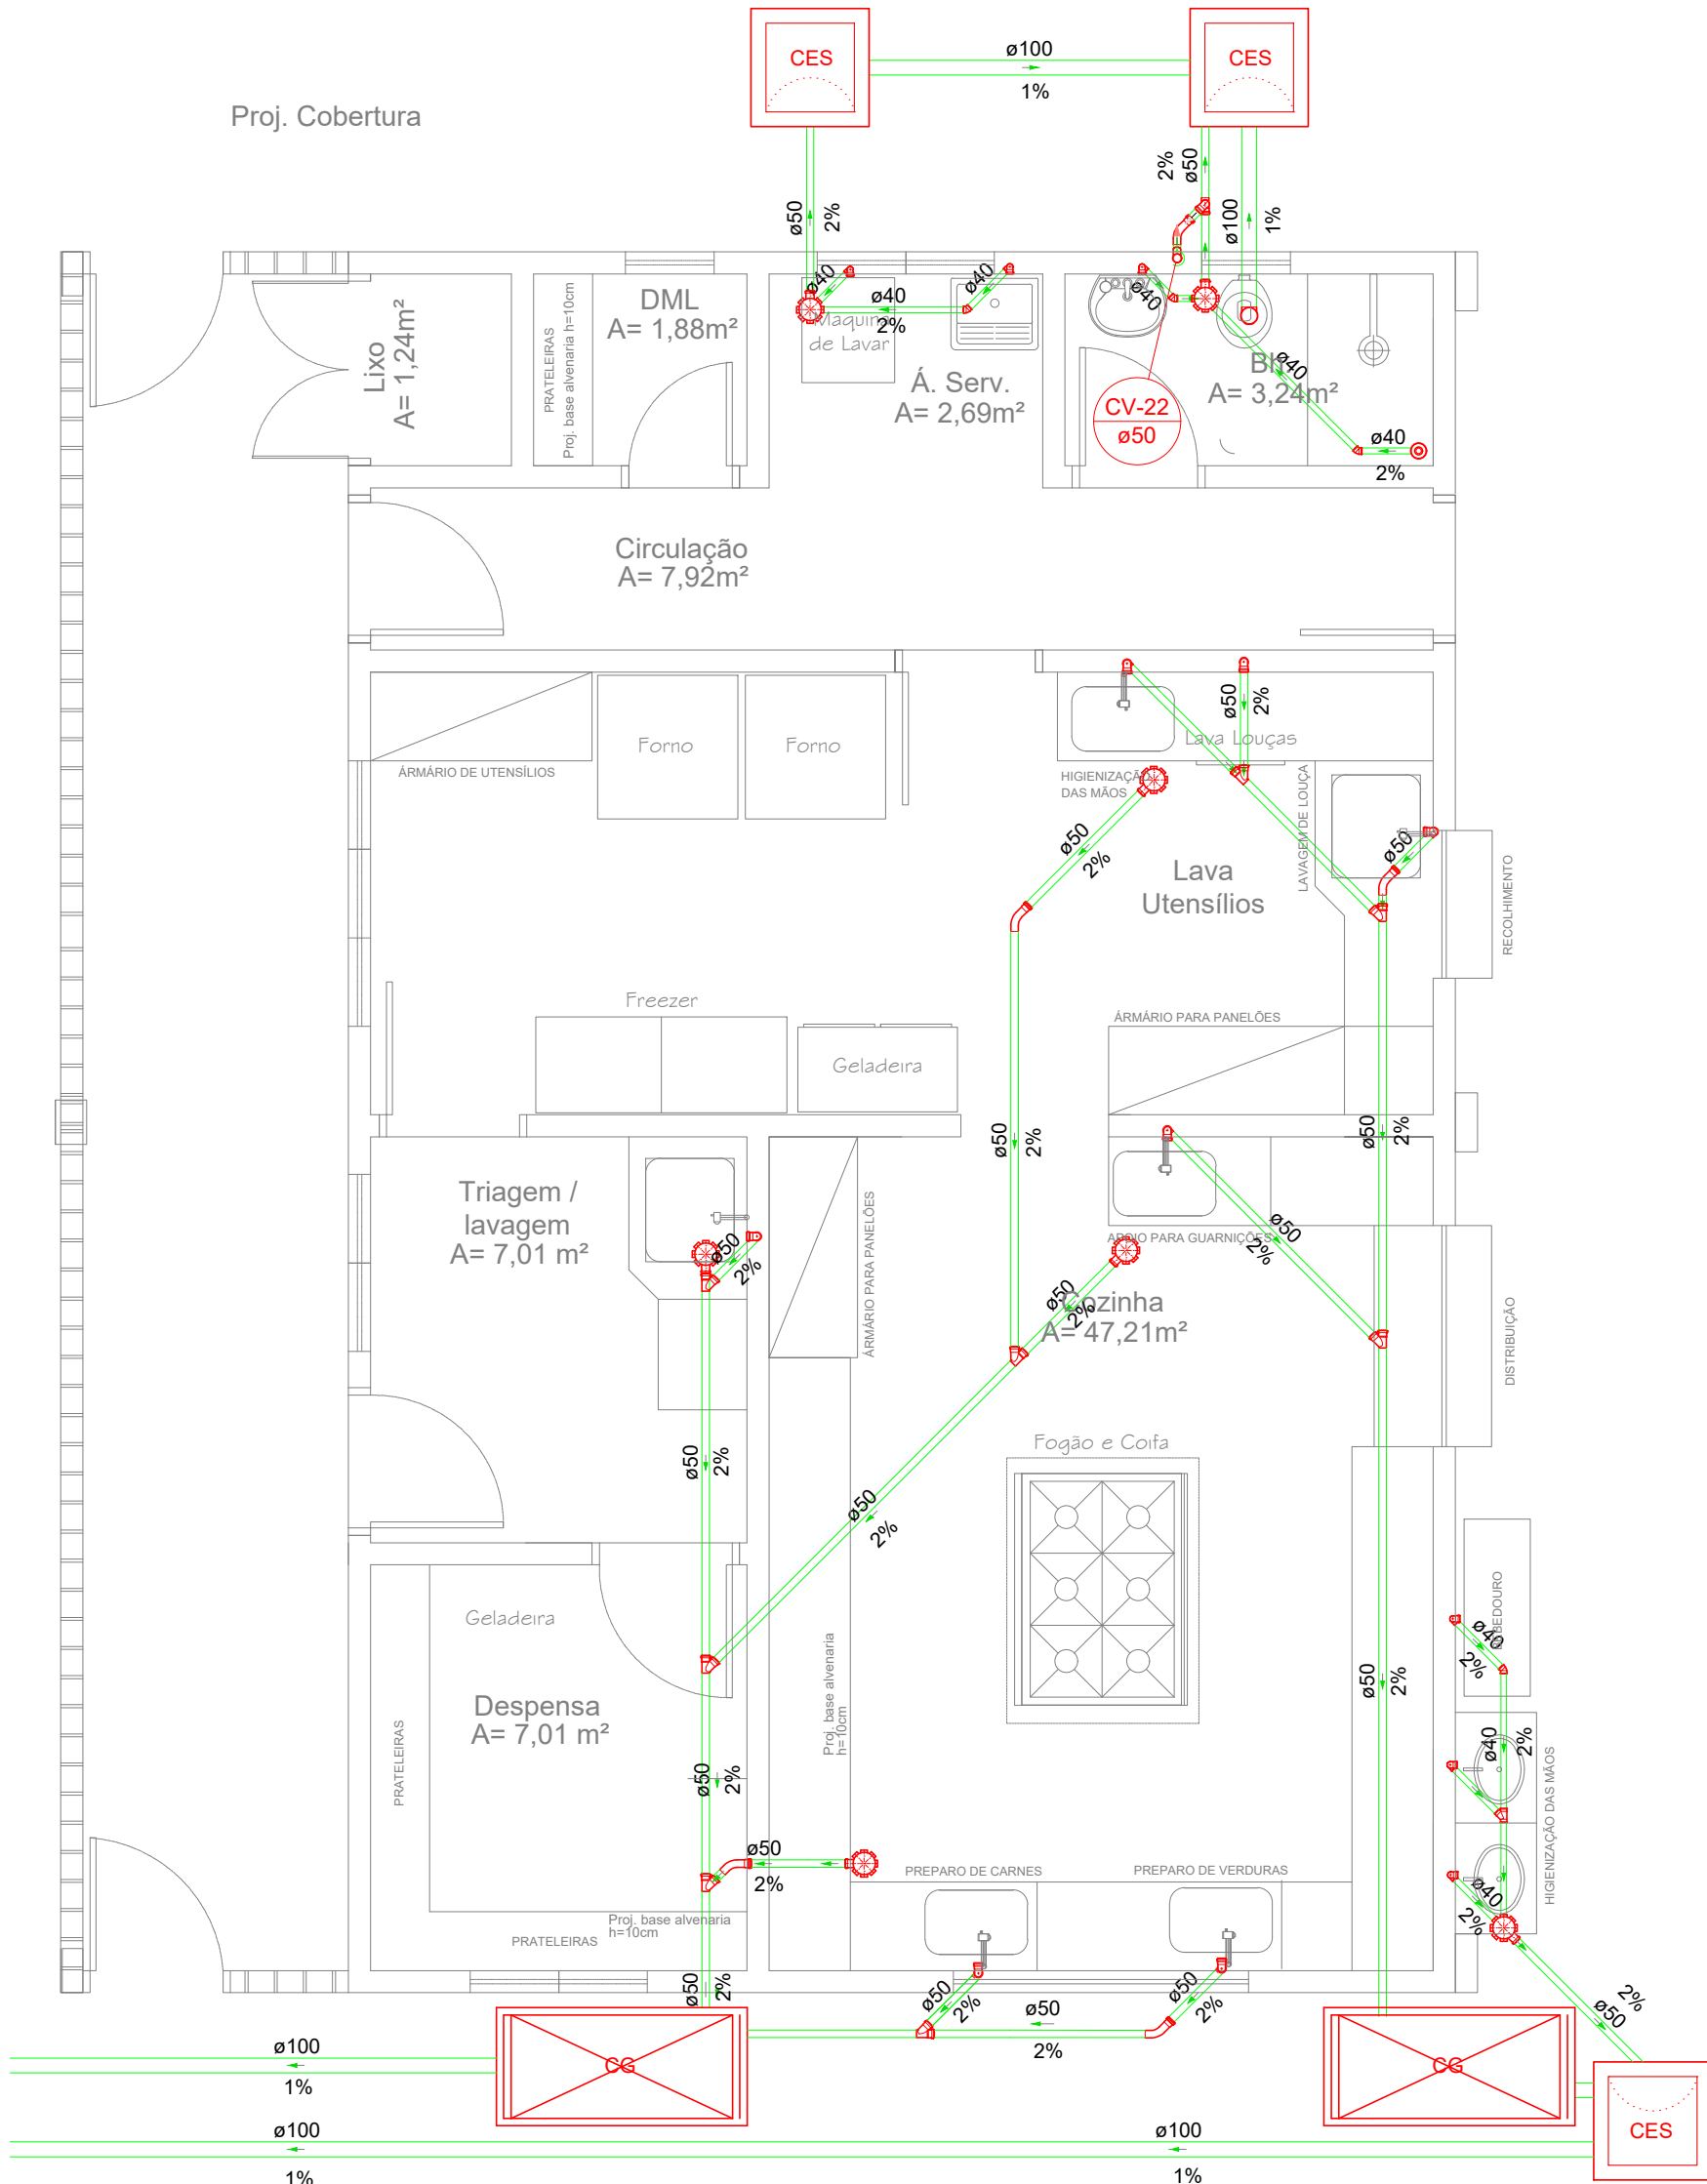 CES
ø100
1%
CES
Proj. Cobertura
ø50
2%
2%
ø50
ø100
1%
Lixo
A= 1,24m²
PRATELEIRAS
Proj. base alvenaria h=10cm
DML
A= 1,88m²
ø40
ø40
2%
ø40
Maquina
de Lavar
Á. Serv.
A= 2,69m²
ø40
CV-22
ø50
ø40
A= 3,24m²
ø40
2%
Circulação
A= 7,92m²
Forno
Forno
ÁRMÁRIO DE UTENSÍLIOS
ø50
2%
Lava Louças
HIGIENIZAÇÃO
DAS MÃOS
LAVAGEM DE LOUÇA
ø50
2%
ø50
Lava
Utensílios
RECOLHIMENTO
Freezer
Geladeira
ÁRMÁRIO PARA PANELÕES
ø50
2%
ø50
2%
Triagem /
lavagem
A= 7,01 m²
ø50
2%
ÁRMÁRIO PARA PANELÕES
APOIO PARA GUARNIÇÕES
ø50
2%
ø50
2%
Cozinha
A= 47,21m²
DISTRIBUIÇÃO
Fogão e Coifa
ø50
2%
ø50
2%
Geladeira
Despensa
A= 7,01 m²
PRATELEIRAS
Proj. base alvenaria
h=10cm
BEBEDOURO
ø40
2%
ø50
2%
ø40
2%
HIGIENIZAÇÃO DAS MÃOS
ø50
2%
ø50
2%
PREPARO DE CARNES
PREPARO DE VERDURAS
ø40
2%
Proj. base alvenaria
h=10cm
PRATELEIRAS
ø50
2%
ø50
2%
ø50
2%
ø50
2%
2%
ø50
CG
CG
ø100
1%
CES
ø100
1%
ø100
1%